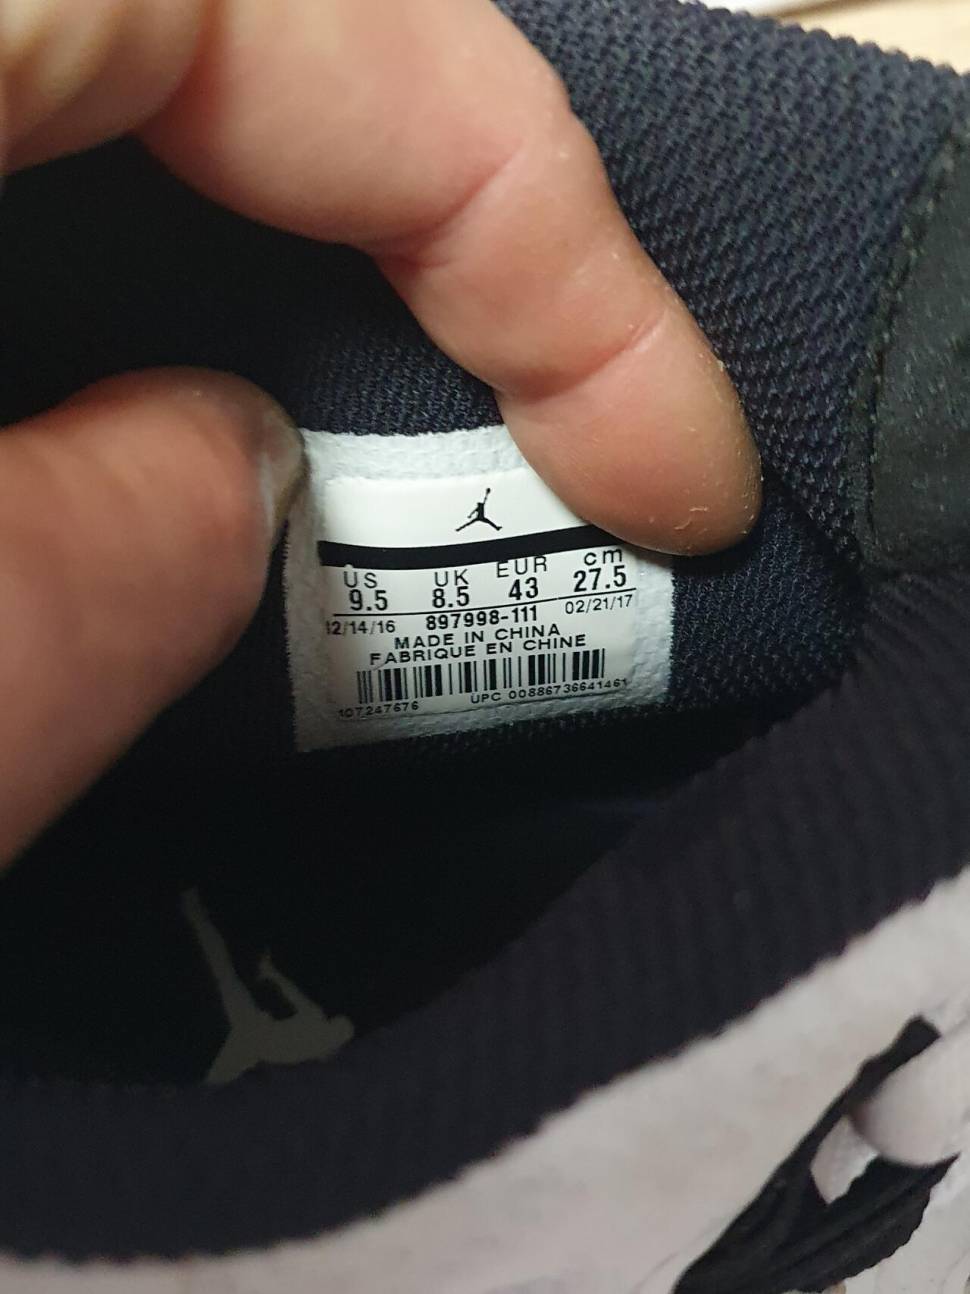 US UK EUR cm
9.5 8.5 43 27.5
12/14/16 897998-111 02/21/17
MADE IN CHINA
FABRIQUE EN CHINE
UPC 00886736641461
107247676